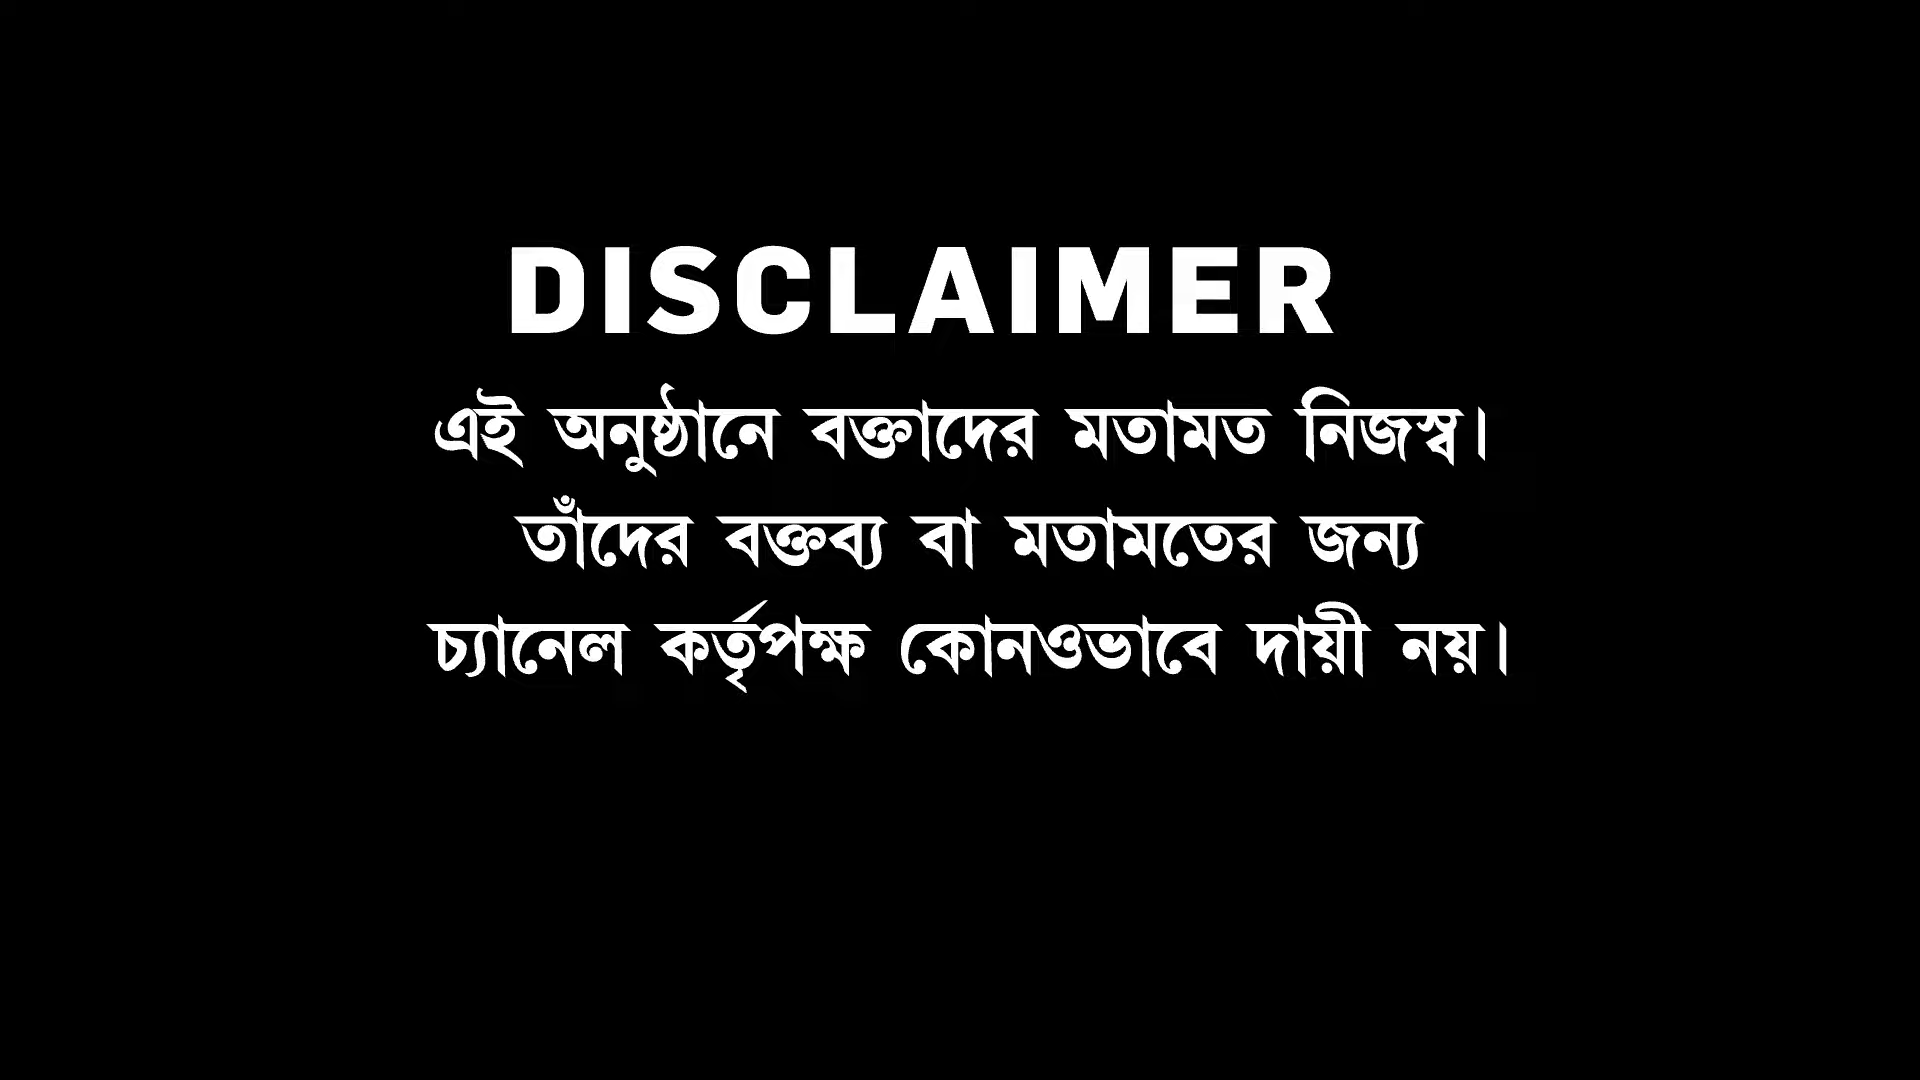 DISCLAIMER
এই অনুষ্ঠানে বক্তাদের মতামত নিজস্ব।
তাঁদের বক্তব্য বা মতামতের জন্য
চ্যানেল কর্তৃপক্ষ কোনওভাবে দায়ী নয়।